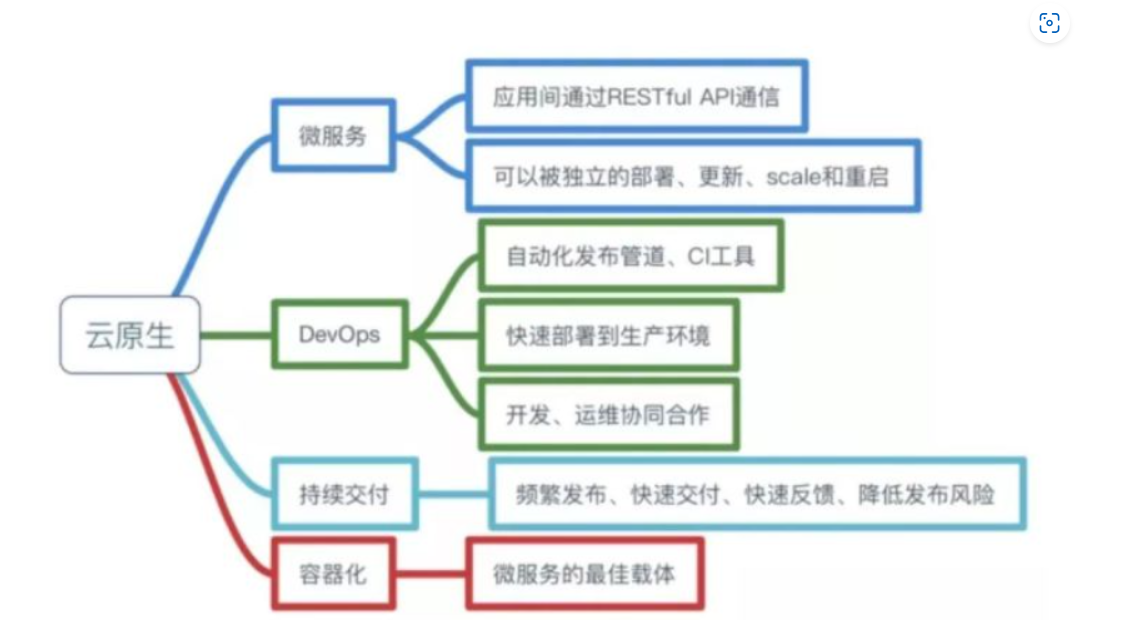 云原生
微服务
应用间通过RESTful API通信
可以被独立的部署、更新、scale和重启
DevOps
自动化发布管道、CI工具
快速部署到生产环境
开发、运维协同合作
持续交付
频繁发布、快速交付、快速反馈、降低发布风险
容器化
微服务的最佳载体